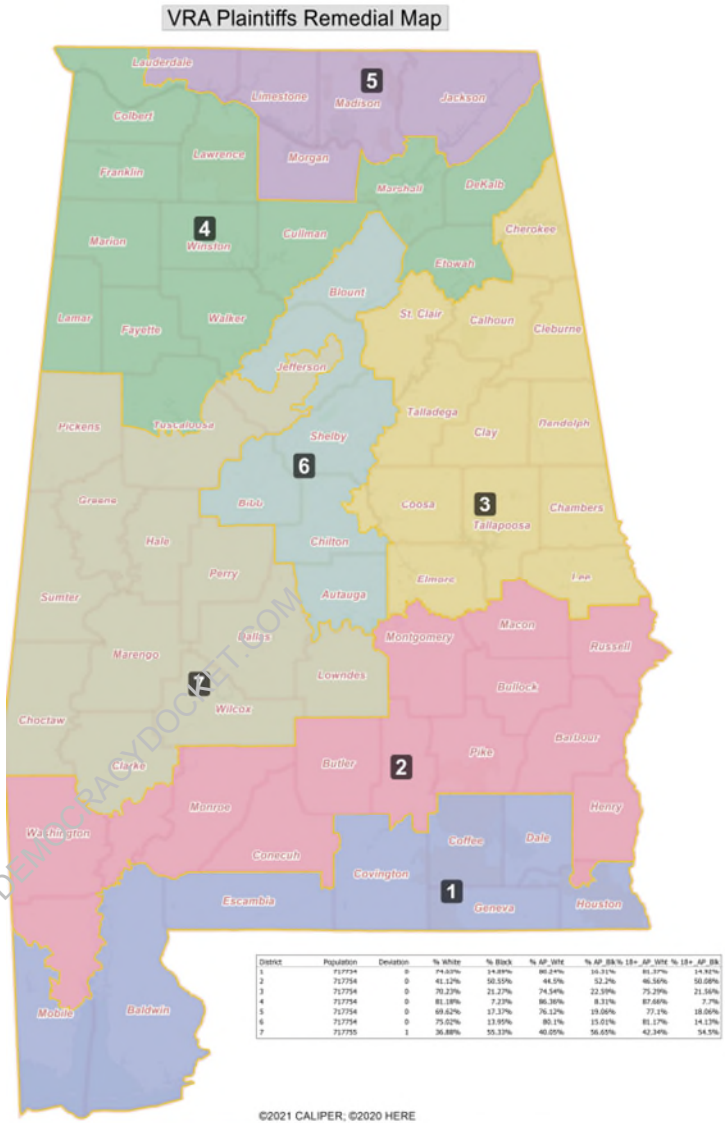 VRA Plaintiffs Remedial Map
Lauderdale
5
Limestone
Madison
Jackson
Colbert
Lawrence
Morgan
Franklin
Marshall
DeKalb
4
Marion
Winston
Cullman
Cherokee
Etowah
Blount
Lamar
Fayette
Walker
St. Clair
Calhoun
Cleburne
Jefferson
Pickens
Tuscaloosa
Shelby
Talladega
Clay
Randolph
6
Greene
Bibb
Coosa
3
Tallapoosa
Chambers
Hale
Chilton
Perry
Elmore
Lee
Sumter
Autauga
Marengo
Dallas
Montgomery
Macon
Russell
Lowndes
7
Bullock
Choctaw
Wilcox
Clarke
Butler
2
Pike
Barbour
Monroe
Henry
Washington
Conecuh
Coffee
Dale
Covington
1
Escambia
Geneva
Houston
Mobile
Baldwin
DEMOCRACYDOCKET.COM
District Population Deviation % White % Black % AP_Wht % AP_Blk % 18+_AP_Wht % 18+_AP_Blk
1 717754 0 74.03% 14.89% 80.24% 16.31% 81.37% 14.92%
2 717754 0 41.12% 50.55% 44.5% 52.2% 46.56% 50.08%
3 717754 0 70.23% 21.27% 74.54% 22.59% 75.29% 21.56%
4 717754 0 81.18% 7.23% 86.36% 8.31% 87.66% 7.7%
5 717754 0 69.62% 17.37% 76.12% 19.06% 77.1% 18.06%
6 717754 0 75.02% 13.95% 80.1% 15.01% 81.17% 14.13%
7 717755 1 36.88% 55.33% 40.05% 56.65% 42.34% 54.5%
©2021 CALIPER; ©2020 HERE